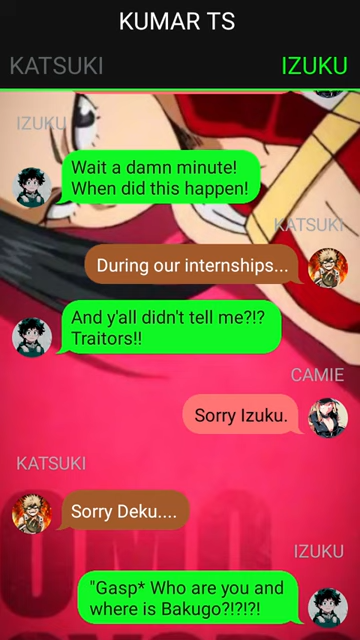 KUMAR TS
KATSUKI
IZUKU
IZUKU
Wait a damn minute!
When did this happen!
KATSUKI
During our internships...
And y'all didn't tell me?!?
Traitors!!
CAMIE
Sorry Izuku.
KATSUKI
Sorry Deku....
IZUKU
"Gasp* Who are you and
where is Bakugo?!?!?!